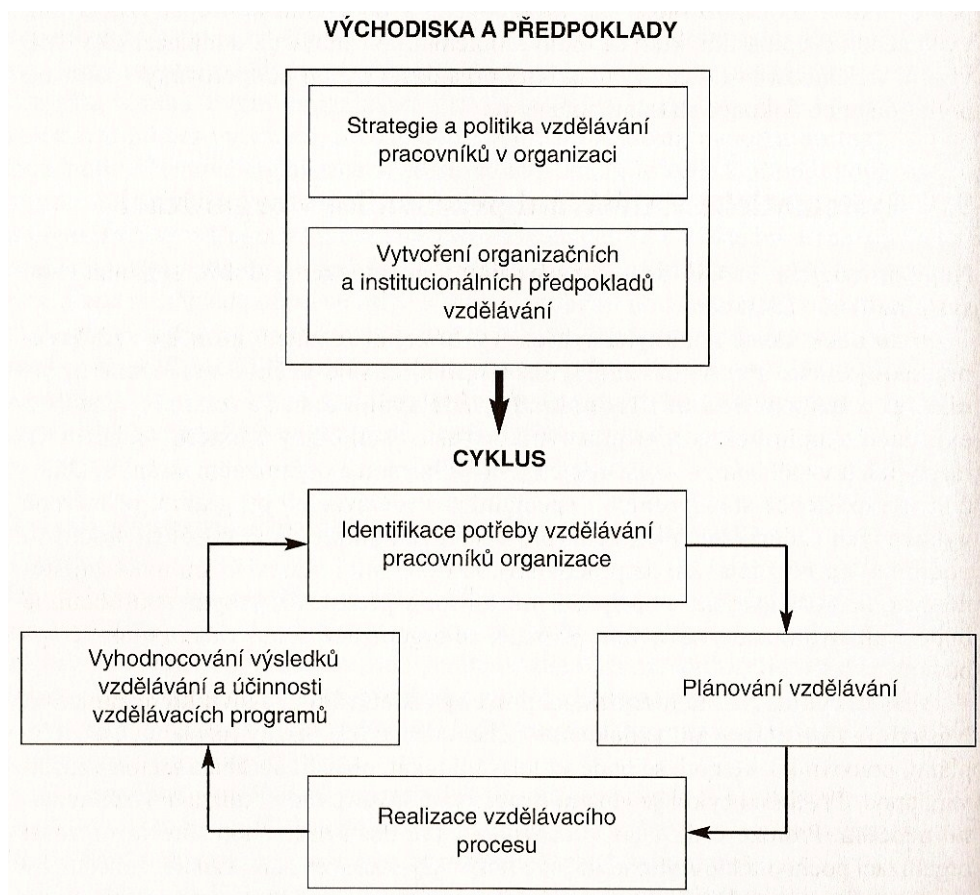 VÝCHODISKA A PŘEDPOKLADY
Strategie a politika vzdělávání
pracovníků v organizaci
Vytvoření organizačních
a institucionálních předpokladů
vzdělávání
CYKLUS
Identifikace potřeby vzdělávání
pracovníků organizace
Vyhodnocování výsledků
vzdělávání a účinnosti
vzdělávacích programů
Plánování vzdělávání
Realizace vzdělávacího
procesu